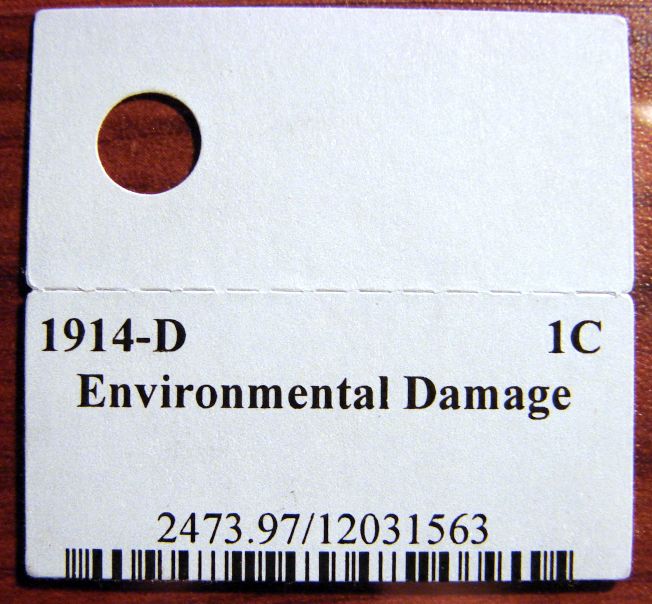 1914-D 1C
Environmental Damage
2473.97/12031563